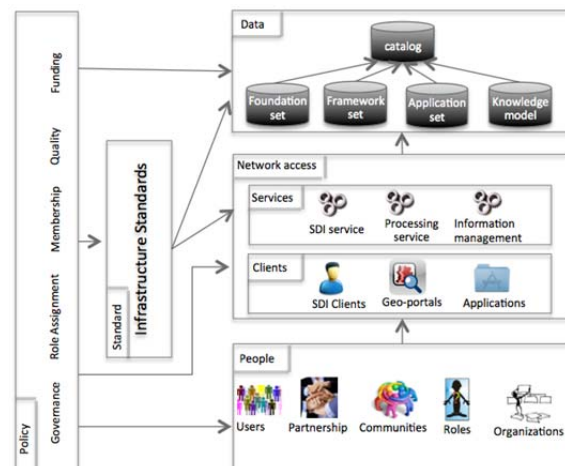 Policy
Funding
Quality
Membership
Role Assignment
Governance
Standard
Infrastructure Standards
Data
catalog
Foundation
set
Framework
set
Application
set
Knowledge
model
Network access
Services
SDI service
Processing
service
Information
management
Clients
SDI Clients
Geo-portals
Applications
People
Users
Partnership
Communities
Roles
Organizations